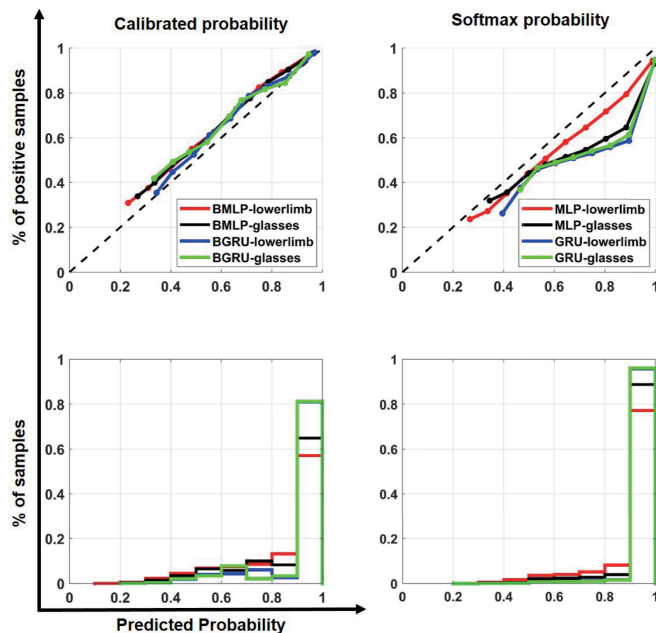 Calibrated probability
Softmax probability
% of positive samples
1
0.8
0.6
0.4
0.2
0
0 0.2 0.4 0.6 0.8 1
BMLP-lowerlimb
BMLP-glasses
BGRU-lowerlimb
BGRU-glasses
1
0.8
0.6
0.4
0.2
0
0 0.2 0.4 0.6 0.8 1
MLP-lowerlimb
MLP-glasses
GRU-lowerlimb
GRU-glasses
% of samples
1
0.8
0.6
0.4
0.2
0
0 0.2 0.4 0.6 0.8 1
1
0.8
0.6
0.4
0.2
0
0 0.2 0.4 0.6 0.8 1
Predicted Probability